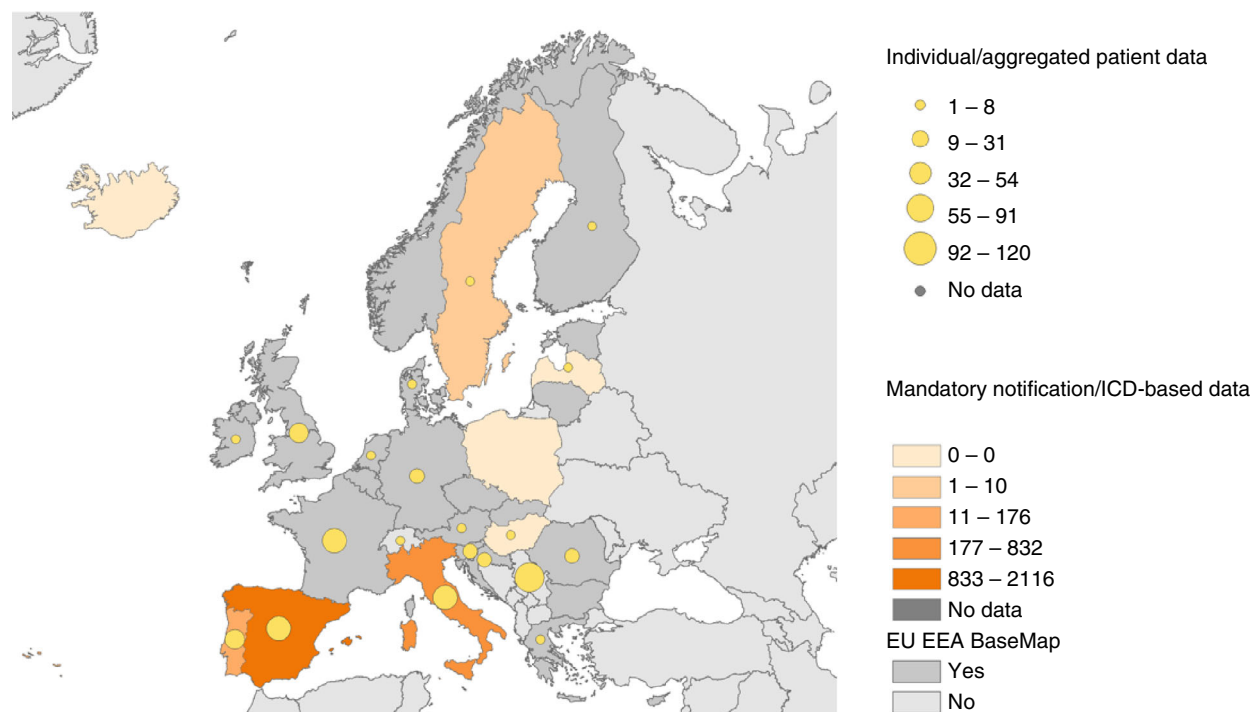 Individual/aggregated patient data
1 – 8
9 – 31
32 – 54
55 – 91
92 – 120
No data
Mandatory notification/ICD-based data
0 – 0
1 – 10
11 – 176
177 – 832
833 – 2116
No data
EU EEA BaseMap
Yes
No